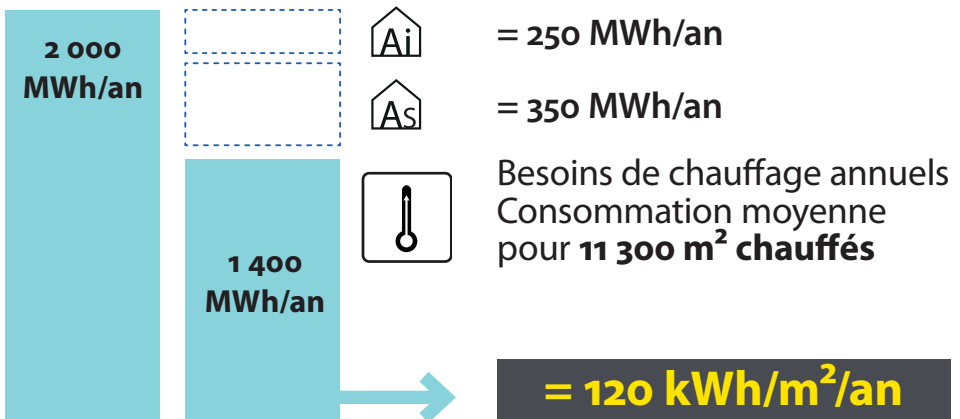 2 000
MWh/an
Ai
= 250 MWh/an
As
= 350 MWh/an
Besoins de chauffage annuels
Consommation moyenne
pour 11 300 m² chauffés
1 400
MWh/an
= 120 kWh/m²/an